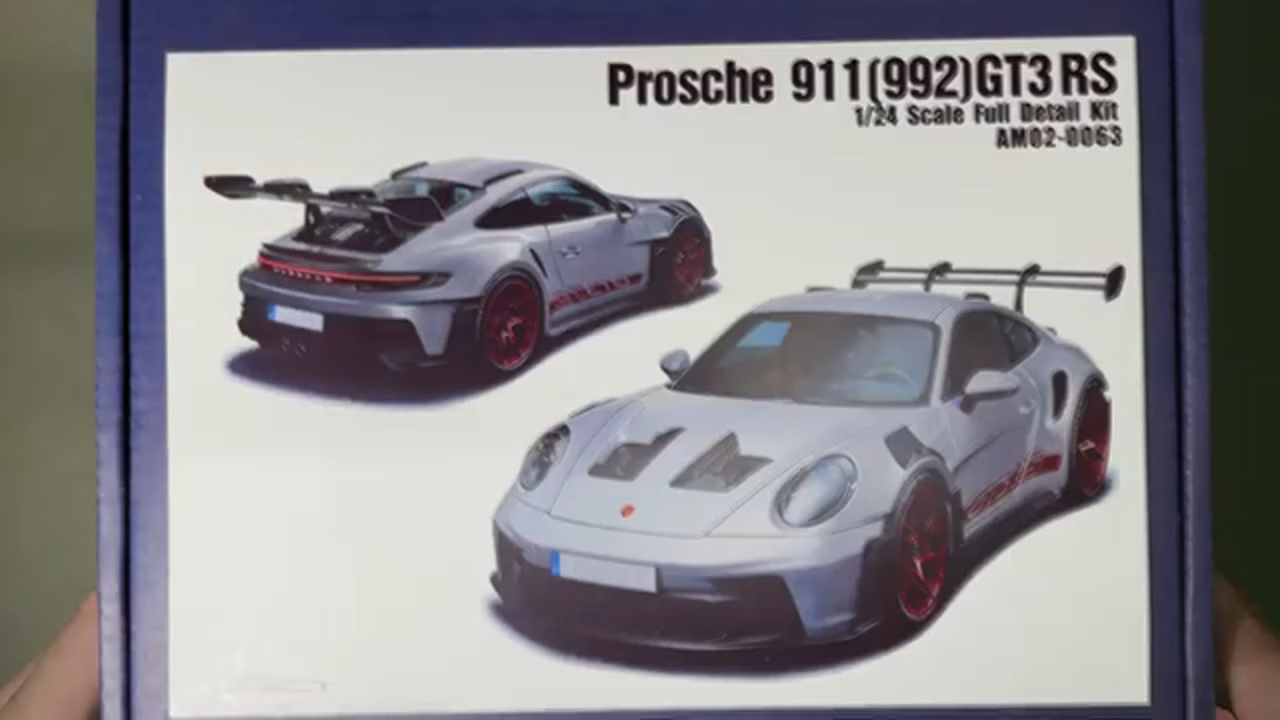 Prosche 911(992)GT3 RS
1/24 Scale Full Detail Kit
AM02-0063